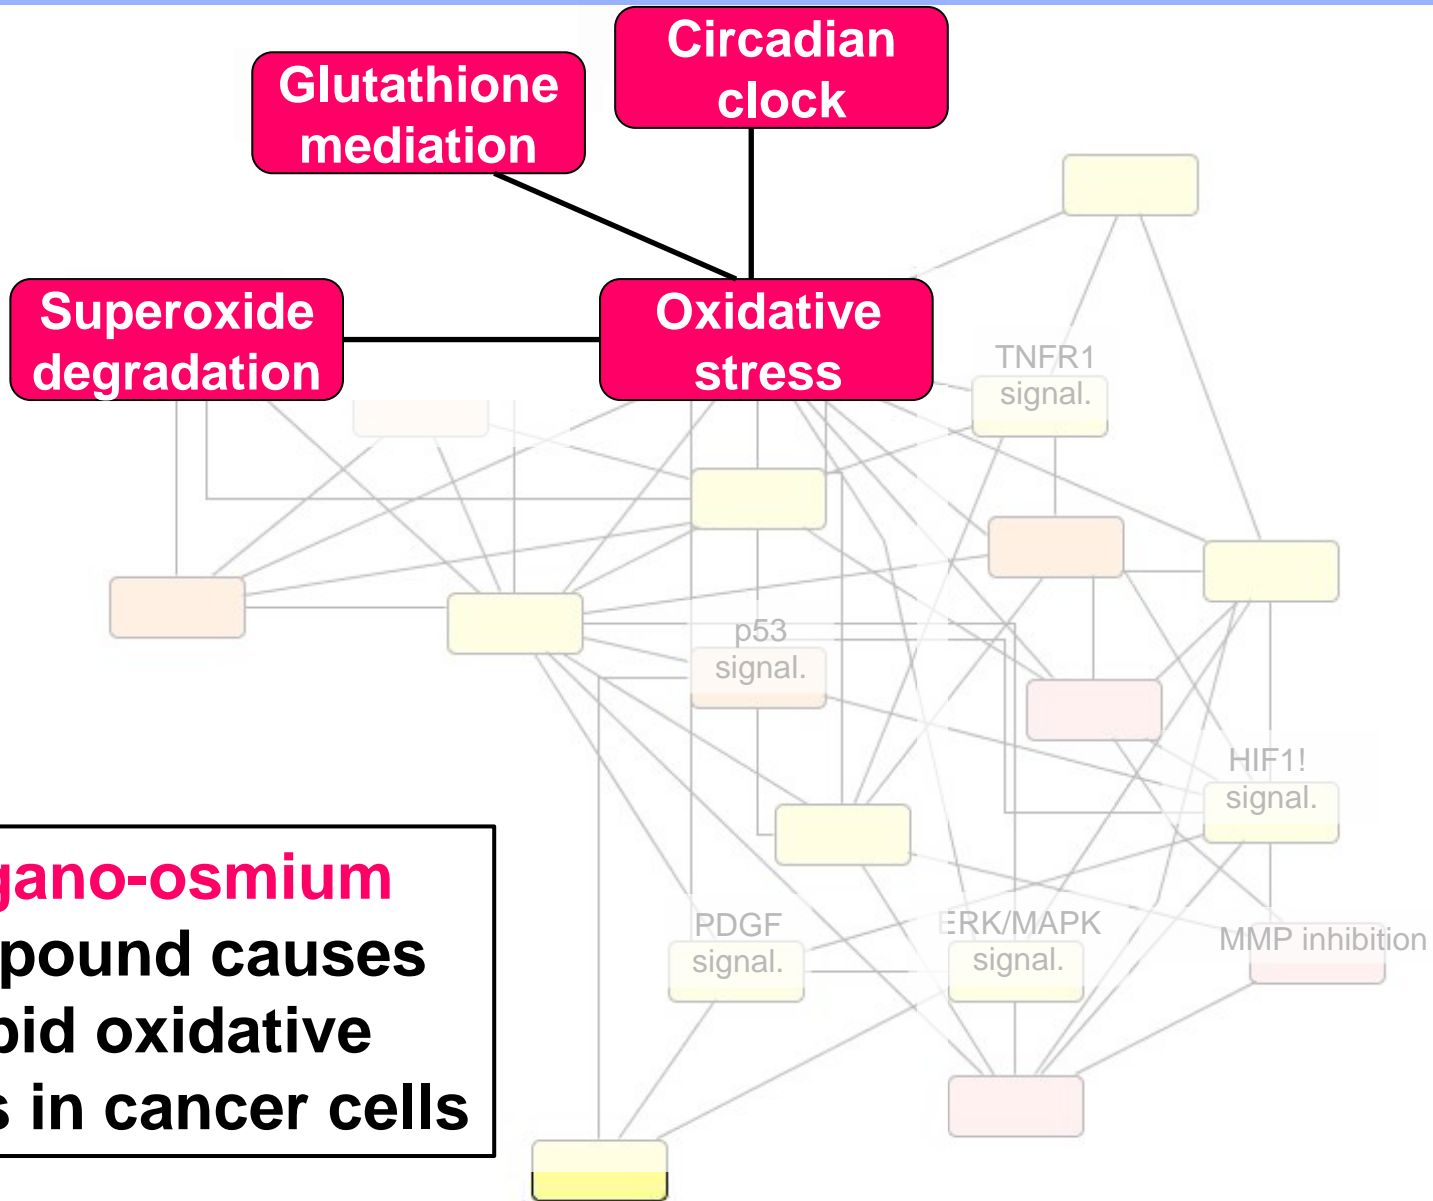 Circadian
clock
Glutathione
mediation
Superoxide
degradation
Oxidative
stress
TNFR1
signal.
p53
signal.
HIF1!
signal.
PDGF
signal.
ERK/MAPK
signal.
MMP inhibition
gano-osmium
pound causes
pid oxidative
s in cancer cells